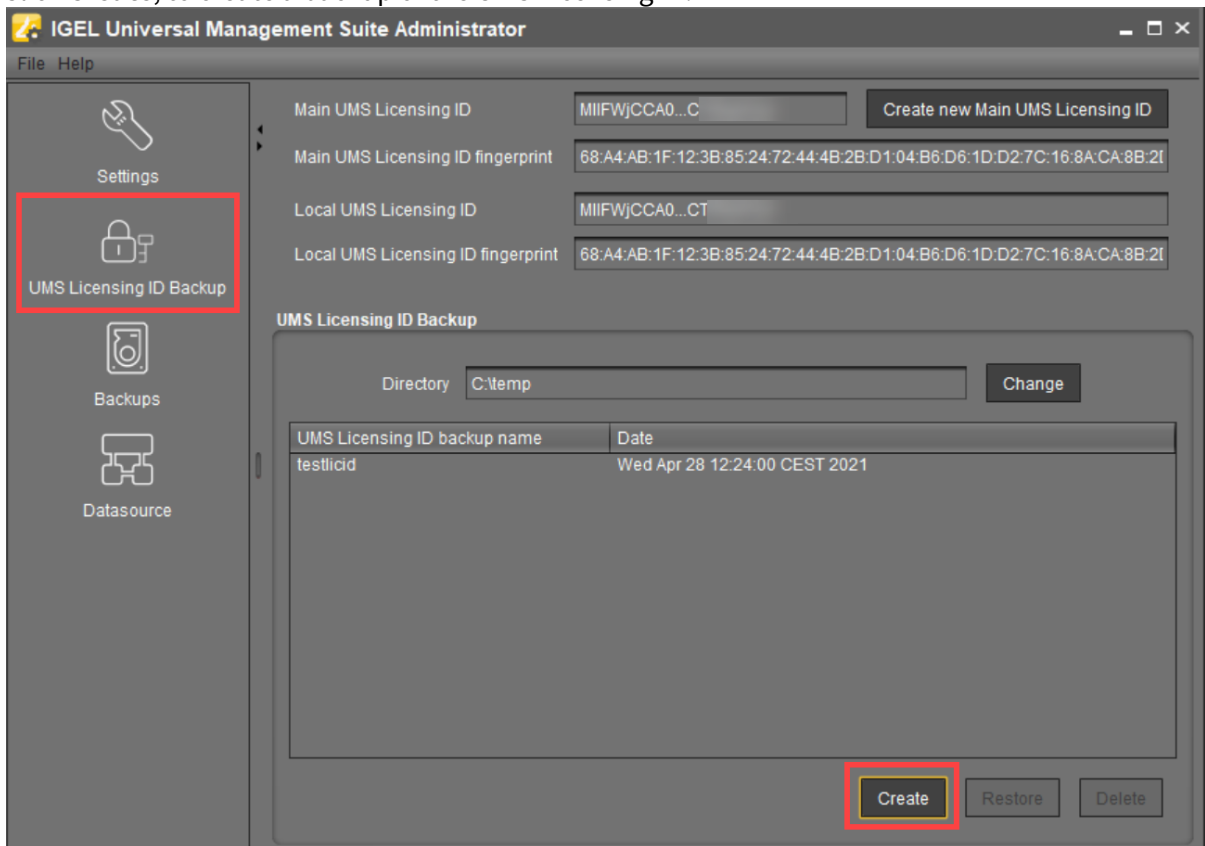 IGEL Universal Management Suite Administrator
File Help
Settings
UMS Licensing ID Backup
Backups
Datasource
Main UMS Licensing ID MIIFWjCCA0...C Create new Main UMS Licensing ID
Main UMS Licensing ID fingerprint 68:A4:AB:1F:12:3B:85:24:72:44:4B:2B:D1:04:B6:D6:1D:D2:7C:16:8A:CA:8B:2
Local UMS Licensing ID MIIFWjCCA0...CT
Local UMS Licensing ID fingerprint 68:A4:AB:1F:12:3B:85:24:72:44:4B:2B:D1:04:B6:D6:1D:D2:7C:16:8A:CA:8B:2
UMS Licensing ID Backup
Directory C:\temp Change
UMS Licensing ID backup name Date
testlicid Wed Apr 28 12:24:00 CEST 2021
Create Restore Delete